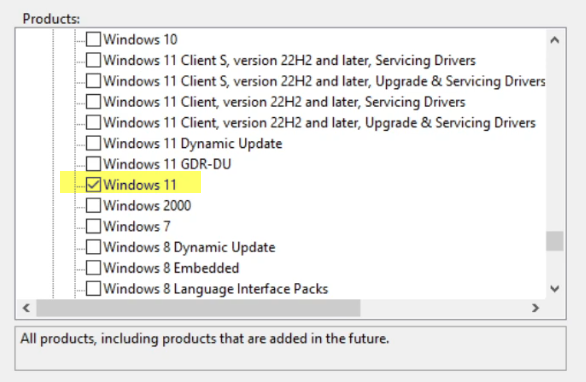 Products:
Windows 10
Windows 11 Client S, version 22H2 and later, Servicing Drivers
Windows 11 Client S, version 22H2 and later, Upgrade & Servicing Drivers
Windows 11 Client, version 22H2 and later, Servicing Drivers
Windows 11 Client, version 22H2 and later, Upgrade & Servicing Drivers
Windows 11 Dynamic Update
Windows 11 GDR-DU
Windows 11
Windows 2000
Windows 7
Windows 8 Dynamic Update
Windows 8 Embedded
Windows 8 Language Interface Packs
All products, including products that are added in the future.